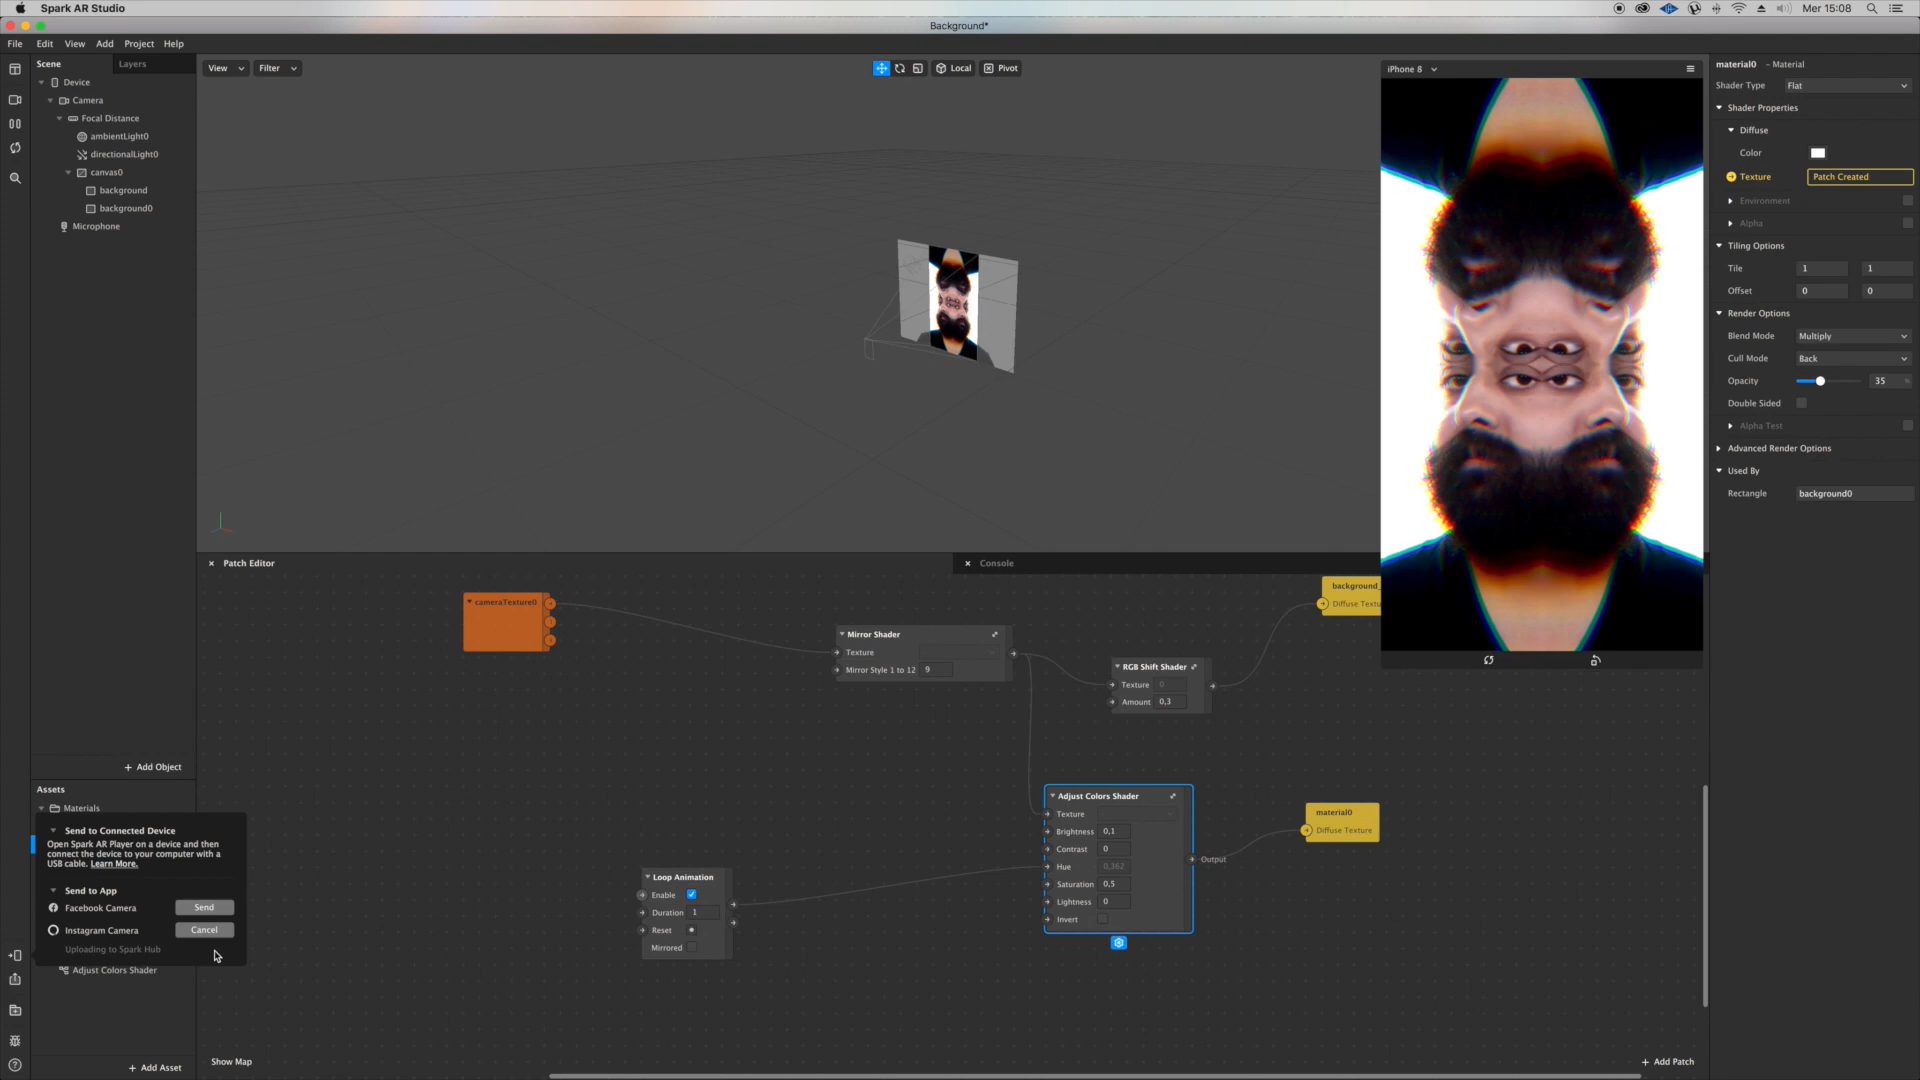 Spark AR Studio
Mer 15:08
Background*
File Edit View Add Project Help
Scene
Layers
Device
Camera
Focal Distance
ambientLight0
directionalLight0
canvas0
background
background0
Microphone
+ Add Object
Assets
Materials
Send to Connected Device
Open Spark AR Player on a device and then
connect the device to your computer with a
USB cable. Learn More.
Send to App
Facebook Camera
Send
Instagram Camera
Cancel
Uploading to Spark Hub
Adjust Colors Shader
+ Add Asset
View
Filter
Local
Pivot
iPhone 8
Patch Editor
Console
cameraTexture0
Mirror Shader
Texture
Mirror Style 1 to 12 9
RGB Shift Shader
Texture 0
Amount 0,3
background_
Diffuse Textu
Adjust Colors Shader
Texture
Brightness 0,1
Contrast 0
Hue 0,362
Saturation 0,5
Lightness 0
Invert
Output
material0
Diffuse Texture
Loop Animation
Enable
Duration 1
Reset
Mirrored
Show Map
+ Add Patch
material0 - Material
Shader Type Flat
Shader Properties
Diffuse
Color
Texture Patch Created
Environment
Alpha
Tiling Options
Tile 1 1
Offset 0 0
Render Options
Blend Mode Multiply
Cull Mode Back
Opacity 35 %
Double Sided
Alpha Test
Advanced Render Options
Used By
Rectangle background0